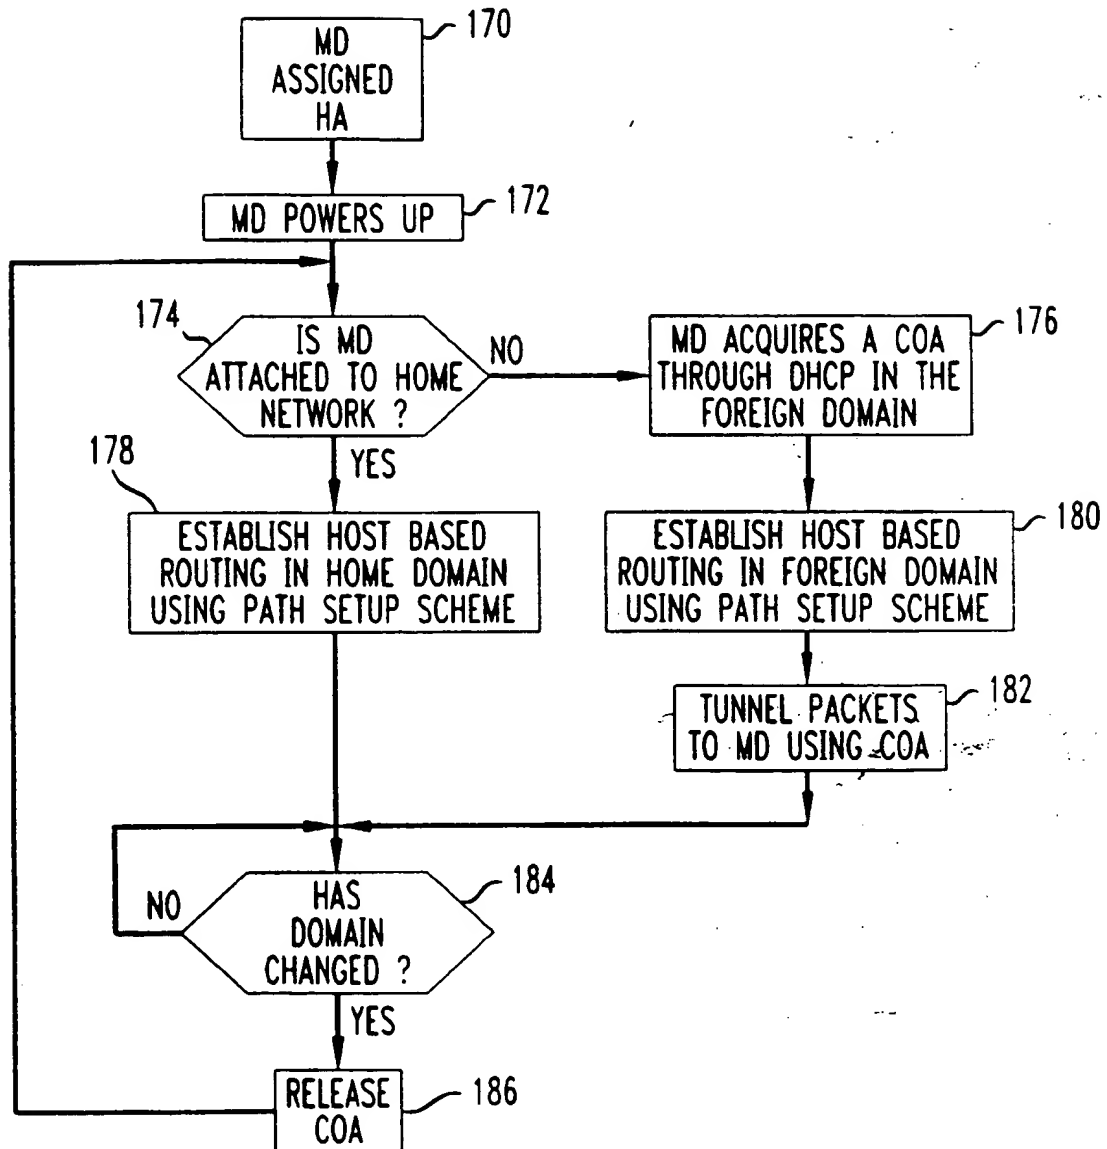 170
MD
ASSIGNED
HA
172
MD POWERS UP
174
IS MD
ATTACHED TO HOME
NETWORK ?
NO
176
MD ACQUIRES A COA
THROUGH DHCP IN THE
FOREIGN DOMAIN
YES
178
ESTABLISH HOST BASED
ROUTING IN HOME DOMAIN
USING PATH SETUP SCHEME
180
ESTABLISH HOST BASED
ROUTING IN FOREIGN DOMAIN
USING PATH SETUP SCHEME
182
TUNNEL PACKETS
TO MD USING COA
184
HAS
DOMAIN
CHANGED ?
NO
YES
186
RELEASE
COA